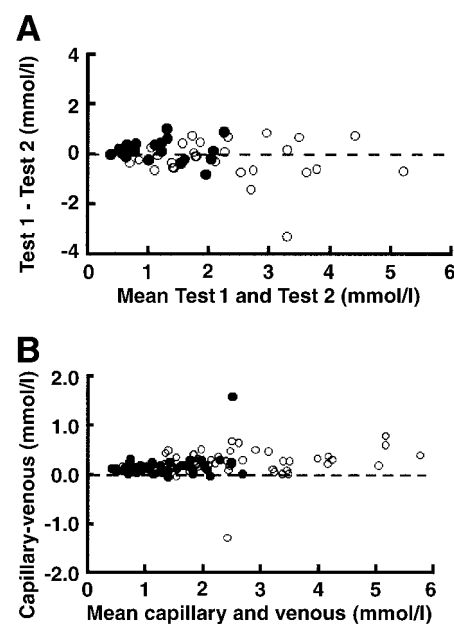 A
Test 1 - Test 2 (mmol/l)
4
2
0
-2
-4
0 1 2 3 4 5 6
Mean Test 1 and Test 2 (mmol/l)
B
Capillary-venous (mmol/l)
2.0
1.0
0.0
-1.0
-2.0
0 1 2 3 4 5 6
Mean capillary and venous (mmol/l)